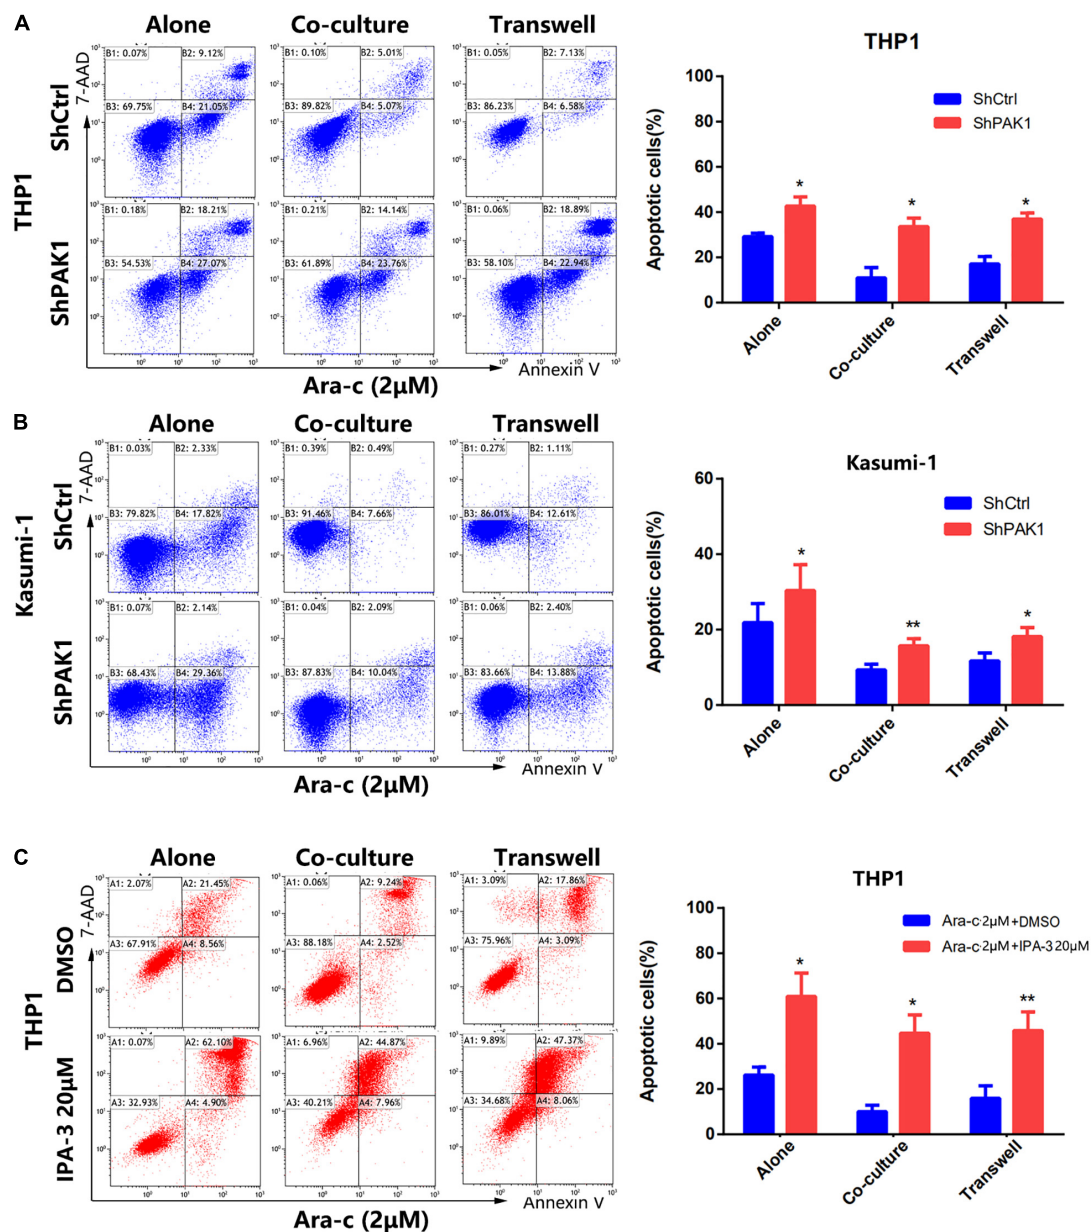 A
Alone Co-culture Transwell
THP1
ShCtrl
ShPAK1
7-AAD
B1: 0.07% B2: 9.12%
B3: 69.75% B4: 21.05%
B1: 0.10% B2: 5.01%
B3: 89.82% B4: 5.07%
B1: 0.05% B2: 7.13%
B3: 86.23% B4: 6.58%
B1: 0.18% B2: 18.21%
B3: 54.53% B4: 27.07%
B1: 0.21% B2: 14.14%
B3: 61.89% B4: 23.76%
B1: 0.06% B2: 18.89%
B3: 58.10% B4: 22.94%
Annexin V
Ara-c (2μM)
THP1
ShCtrl
ShPAK1
Apoptotic cells(%)
100
80
60
40
20
0
* * *
Alone Co-culture Transwell
B
Alone Co-culture Transwell
Kasumi-1
ShCtrl
ShPAK1
7-AAD
B1: 0.03% B2: 2.33%
B3: 79.82% B4: 17.82%
B1: 0.39% B2: 0.49%
B3: 91.46% B4: 7.66%
B1: 0.27% B2: 1.11%
B3: 86.01% B4: 12.61%
B1: 0.07% B2: 2.14%
B3: 68.43% B4: 29.36%
B1: 0.04% B2: 2.09%
B3: 87.83% B4: 10.04%
B1: 0.06% B2: 2.40%
B3: 83.66% B4: 13.88%
Annexin V
Ara-c (2μM)
Kasumi-1
ShCtrl
ShPAK1
Apoptotic cells(%)
60
40
20
0
* ** *
Alone Co-culture Transwell
C
Alone Co-culture Transwell
THP1
DMSO
IPA-3 20μM
7-AAD
A1: 2.07% A2: 21.45%
A3: 67.91% A4: 8.56%
A1: 0.06% A2: 9.24%
A3: 88.18% A4: 2.52%
A1: 3.09% A2: 17.86%
A3: 75.96% A4: 3.09%
A1: 0.07% A2: 62.10%
A3: 32.93% A4: 4.90%
A1: 6.96% A2: 44.87%
A3: 40.21% A4: 7.96%
A1: 9.89% A2: 47.37%
A3: 34.68% A4: 8.06%
Annexin V
Ara-c (2μM)
THP1
Ara-c 2μM+DMSO
Ara-c 2μM+IPA-3 20μM
Apoptotic cells(%)
100
80
60
40
20
0
* * **
Alone Co-culture Transwell